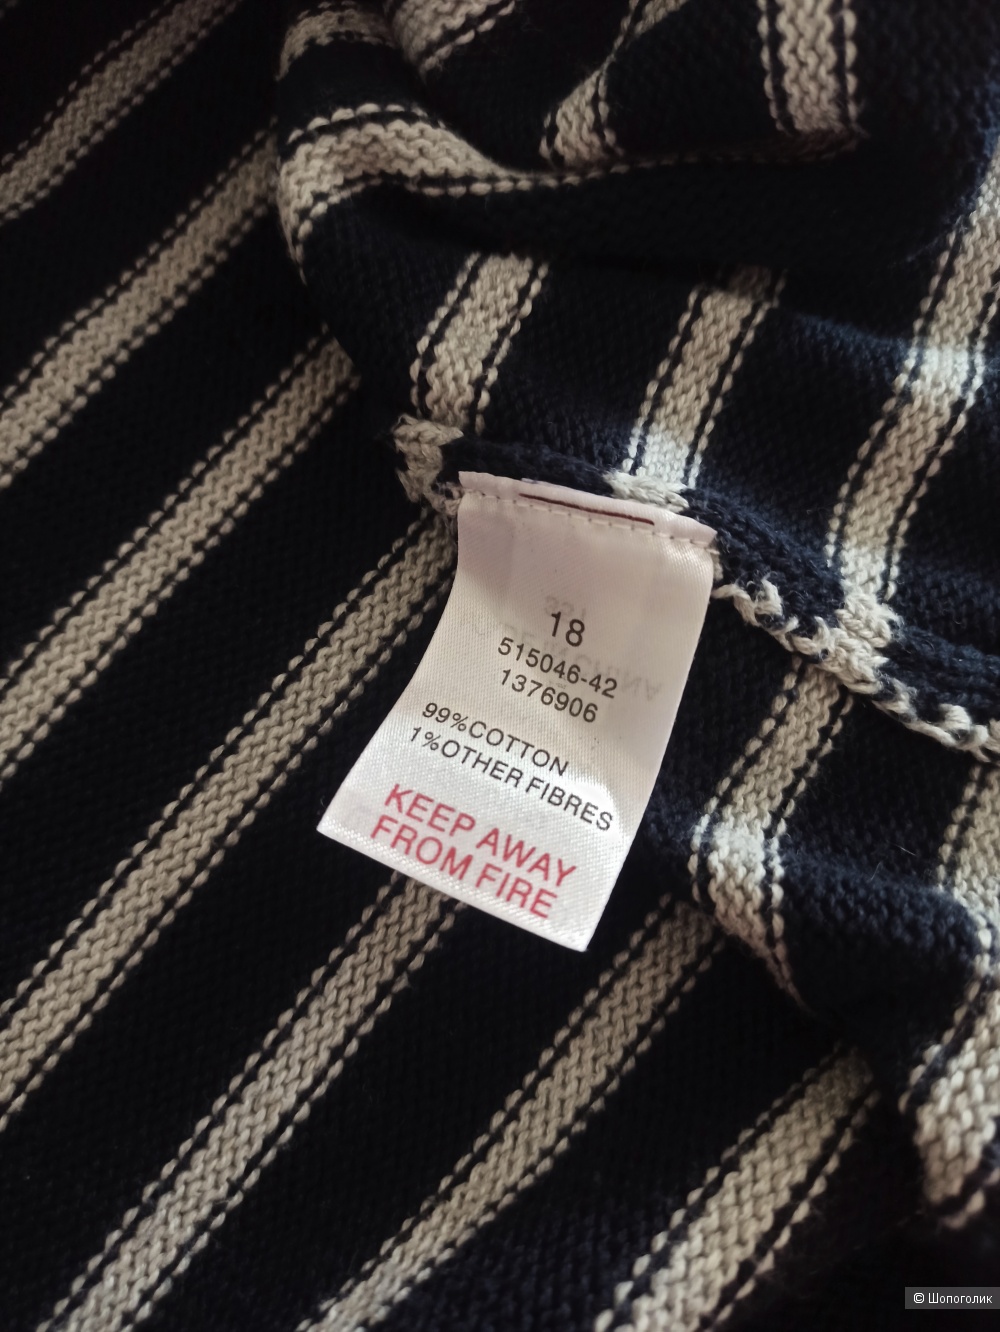 18
515046-42
1376906
99%COTTON
1%OTHER FIBRES
KEEP AWAY
FROM FIRE
© Шопоголик